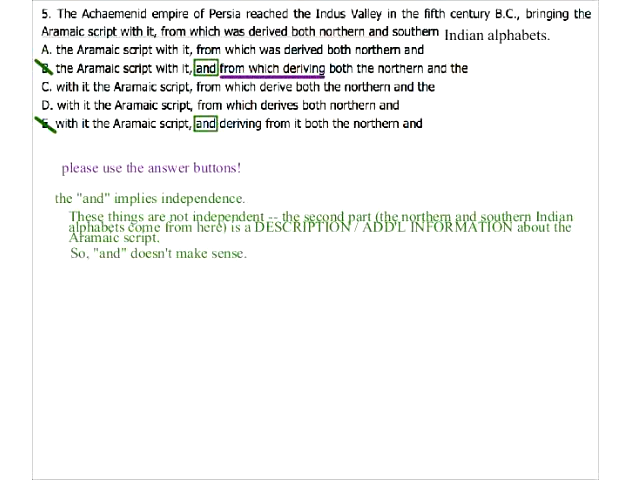 5. The Achaemenid empire of Persia reached the Indus Valley in the fifth century B.C., bringing the
Aramaic script with it, from which was derived both northern and southern Indian alphabets.
A. the Aramaic script with it, from which was derived both northern and
B. the Aramaic script with it, and from which deriving both the northern and the
C. with it the Aramaic script, from which derive both the northern and the
D. with it the Aramaic script, from which derives both northern and
E. with it the Aramaic script, and deriving from it both the northern and
please use the answer buttons!
the "and" implies independence.
These things are not independent -- the second part (the northern and southern Indian
alphabets come from here) is a DESCRIPTION / ADD'L INFORMATION about the
Aramaic script.
So, "and" doesn't make sense.